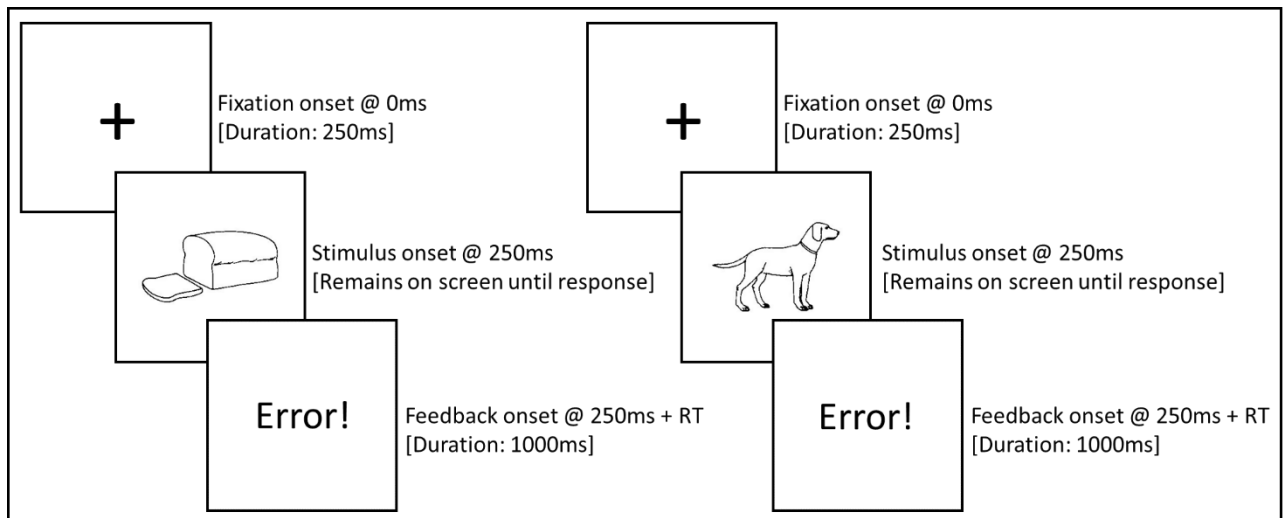 Fixation onset @ 0ms
[Duration: 250ms]
Stimulus onset @ 250ms
[Remains on screen until response]
Error!
Feedback onset @ 250ms + RT
[Duration: 1000ms]
Fixation onset @ 0ms
[Duration: 250ms]
Stimulus onset @ 250ms
[Remains on screen until response]
Error!
Feedback onset @ 250ms + RT
[Duration: 1000ms]